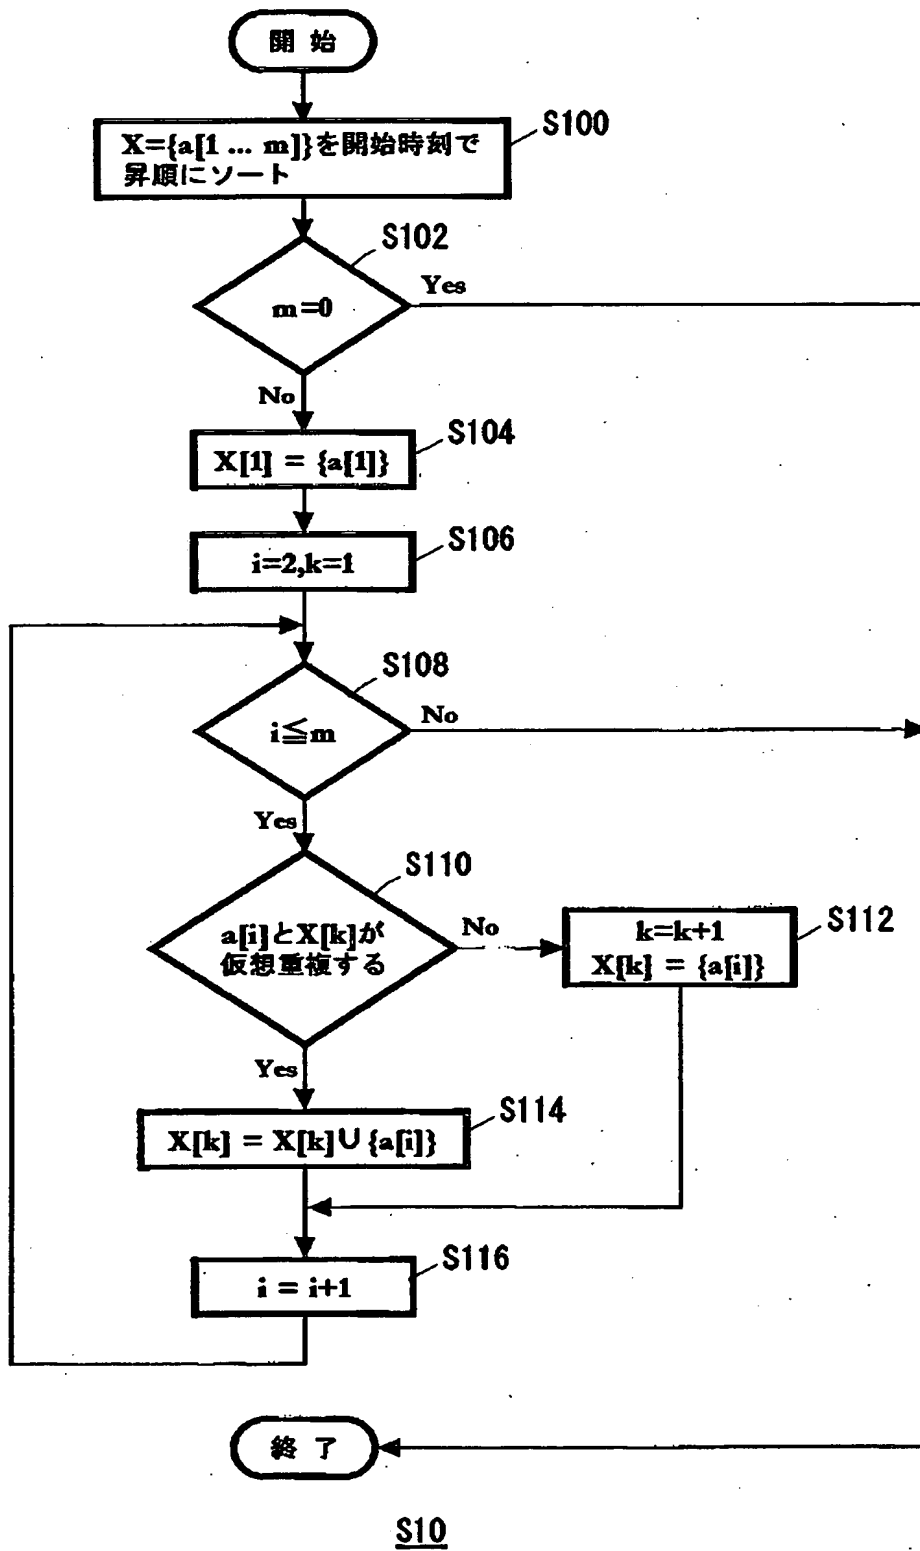 開 始
X={a[1 ... m]}を開始時刻で
昇順にソート
S100
m=0
S102
Yes
No
X[1] = {a[1]}
S104
i=2,k=1
S106
i≦m
S108
No
Yes
a[i]とX[k]が
仮想重複する
S110
No
k=k+1
X[k] = {a[i]}
S112
Yes
X[k] = X[k]∪{a[i]}
S114
i = i+1
S116
終 了
S10